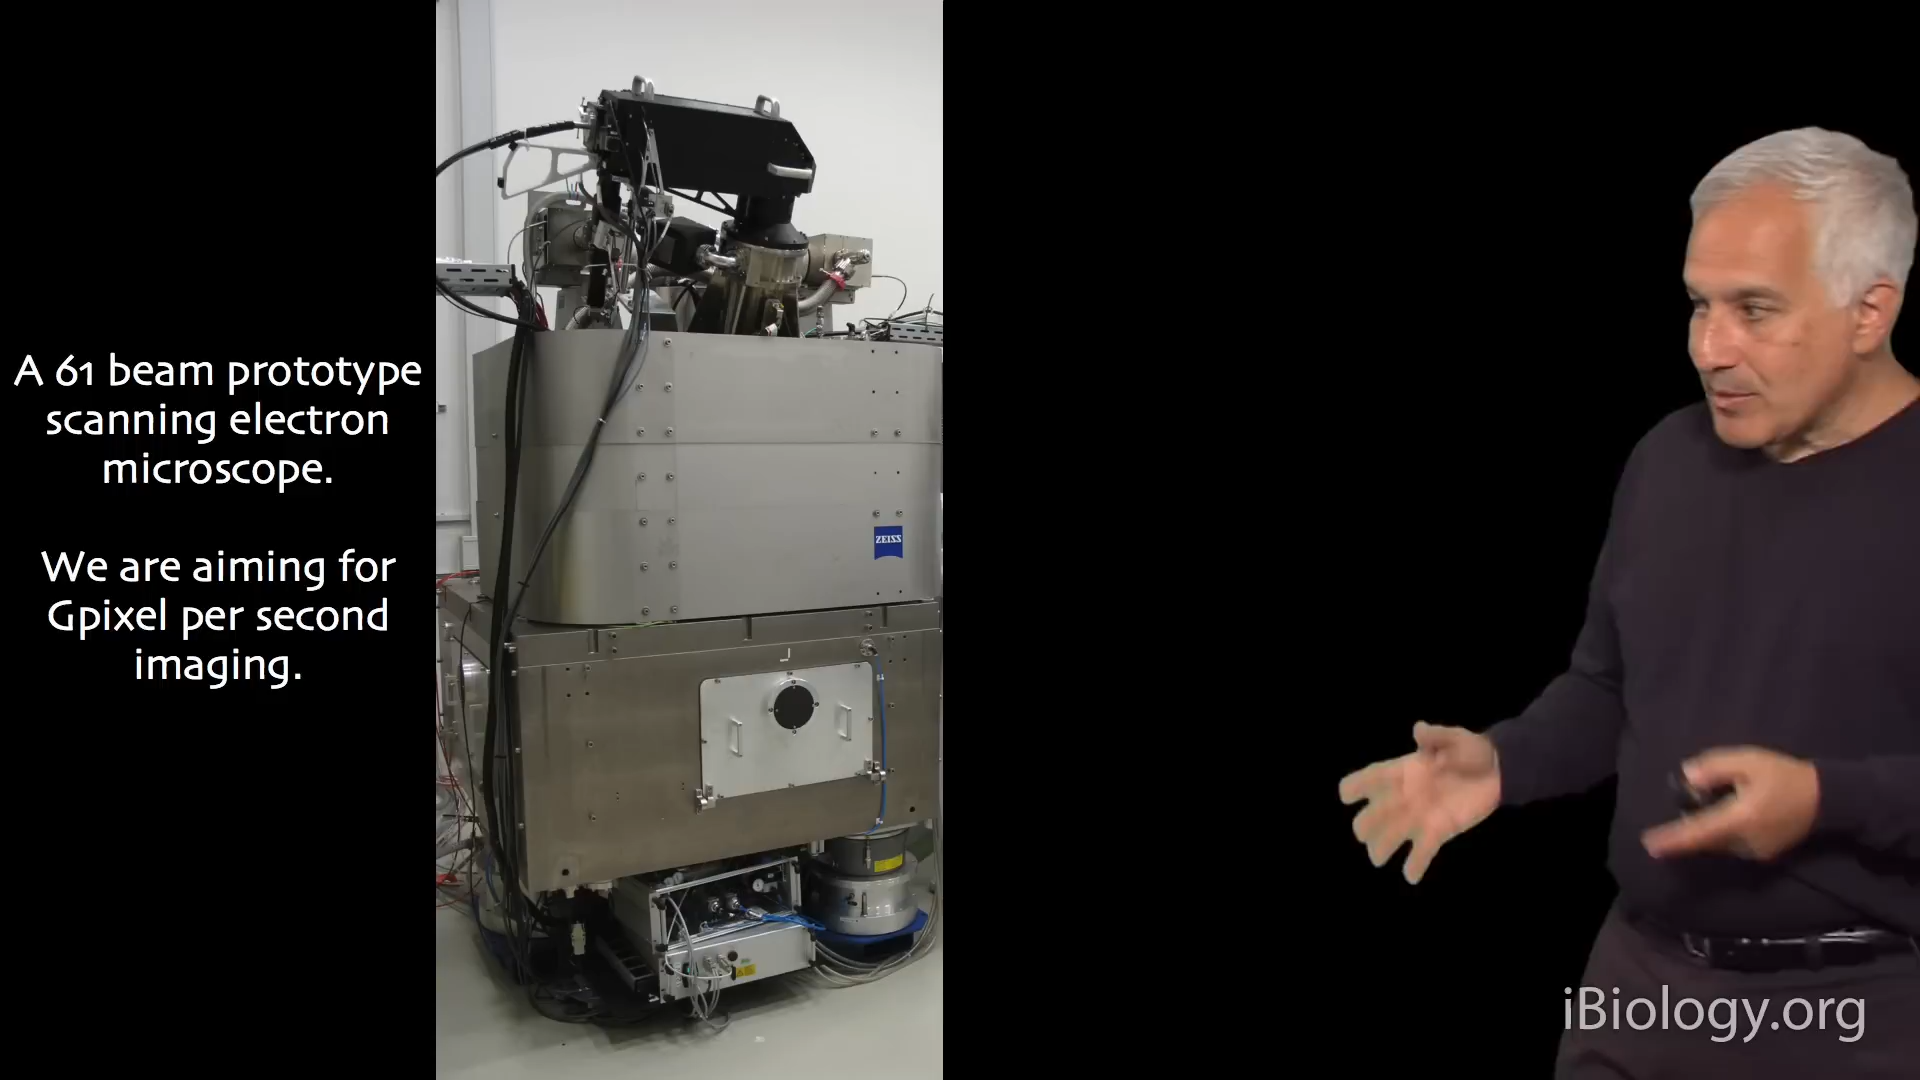 A 61 beam prototype
scanning electron
microscope.
We are aiming for
Gpixel per second
imaging.
ZEISS
iBiology.org